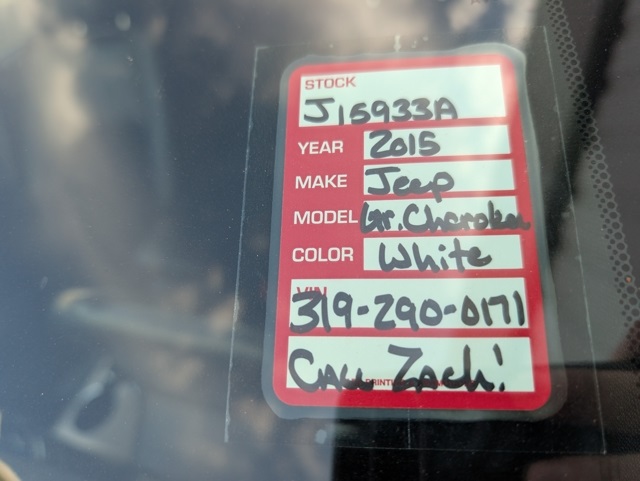 STOCK
J15933A
YEAR 2015
MAKE Jeep
MODEL Gr. Cherokee
COLOR White
VIN
319-290-0171
Call Zach!